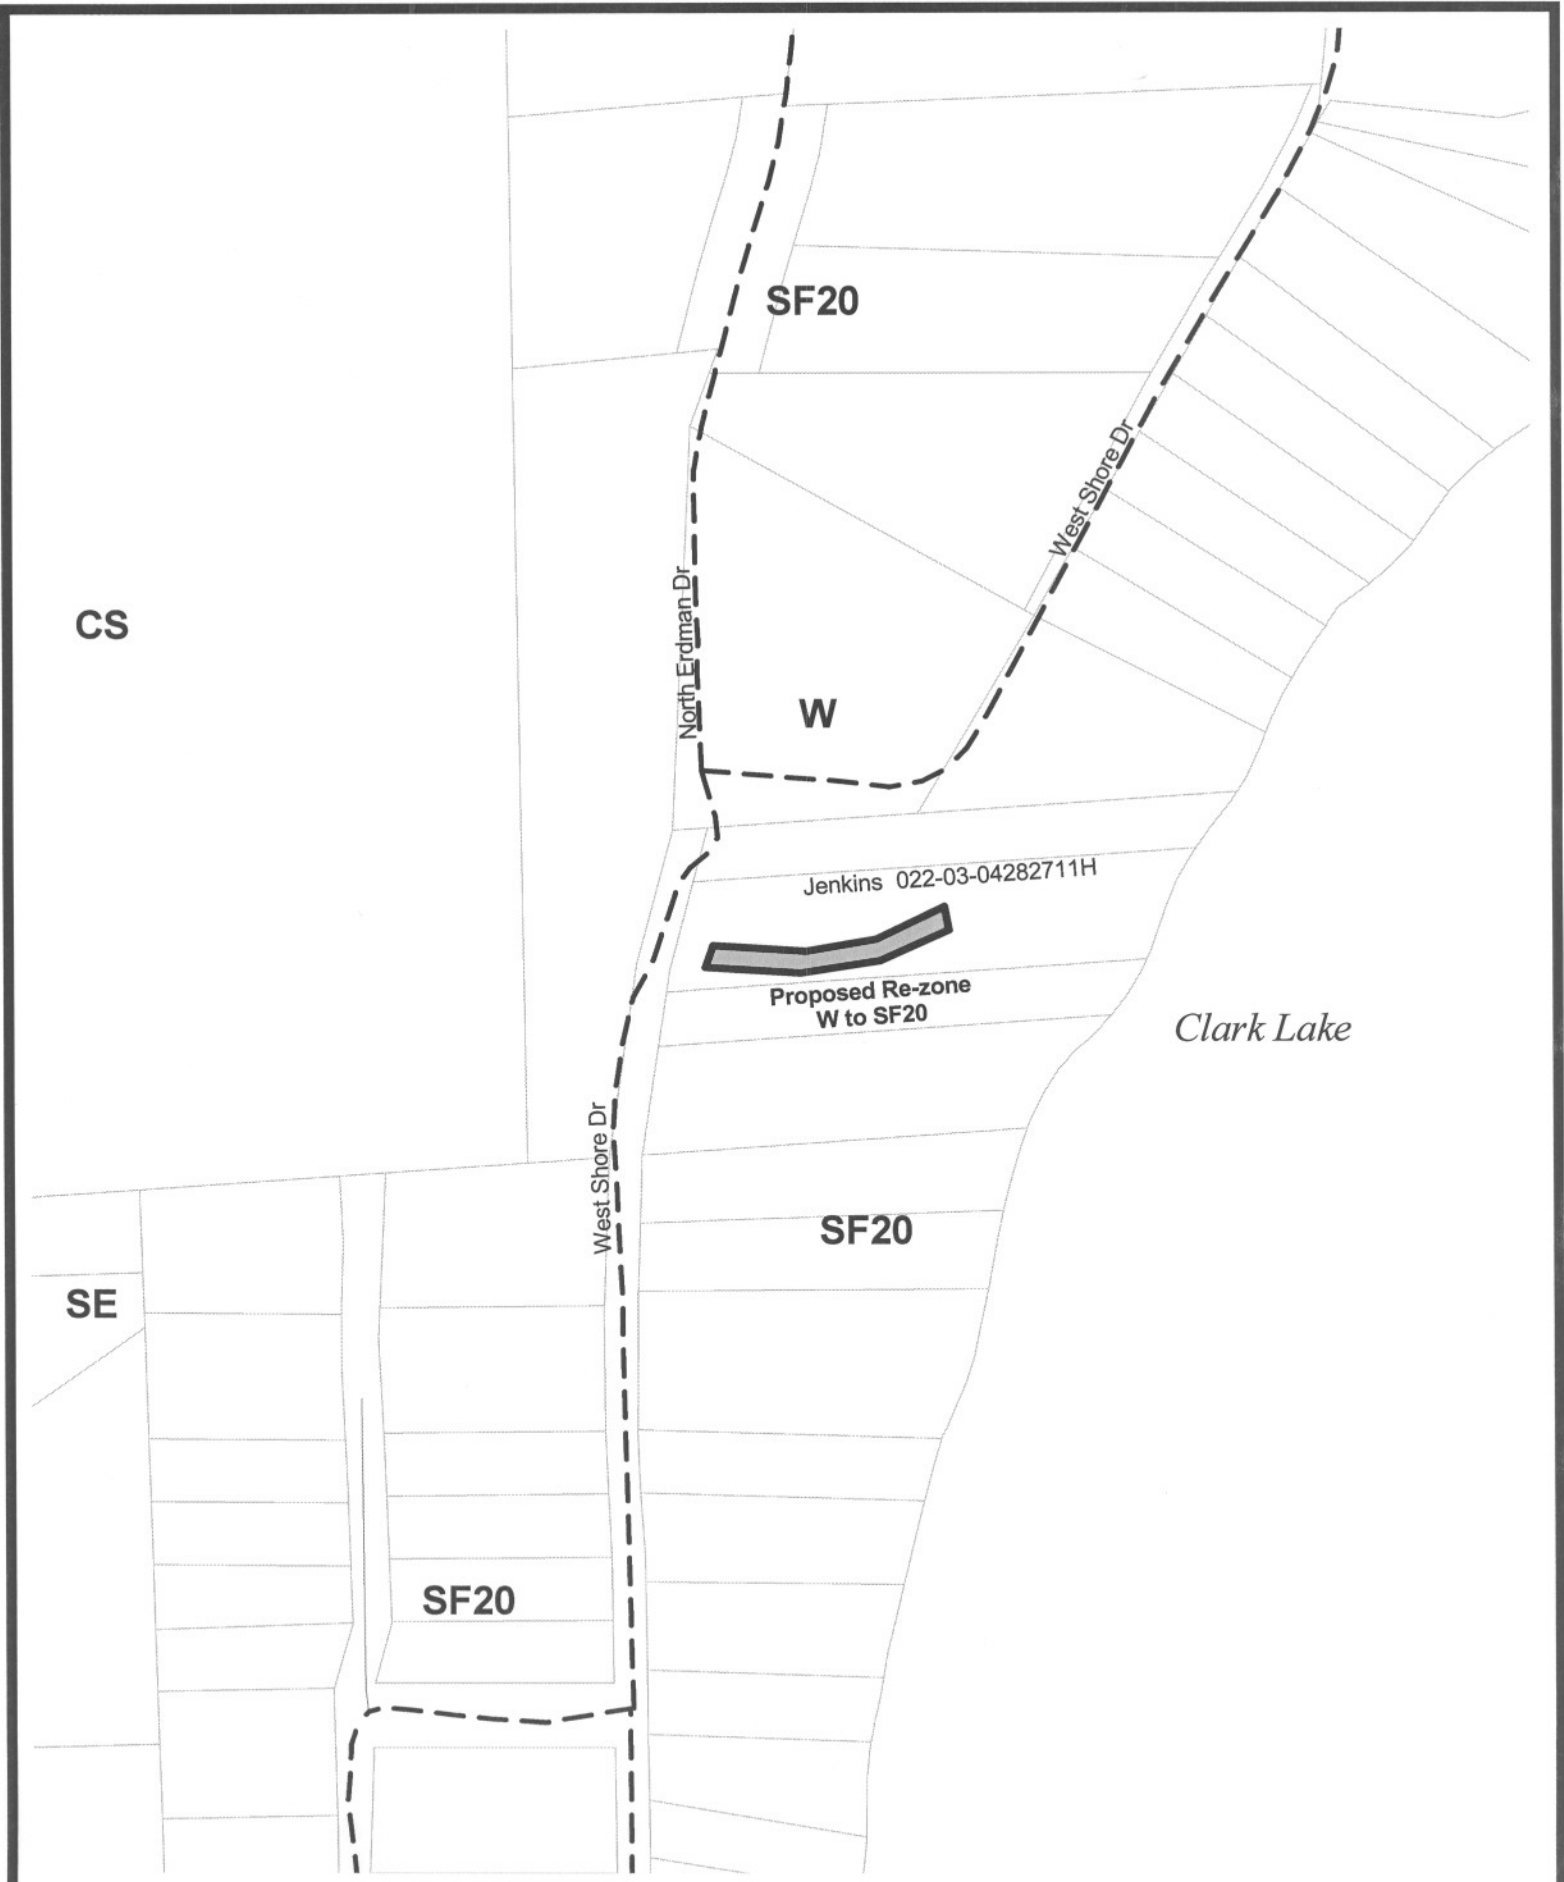 SF20
West Shore Dr
CS
North Erdman Dr
W
Jenkins 022-03-04282711H
Proposed Re-zone
W to SF20
Clark Lake
West Shore Dr
SF20
SE
SF20